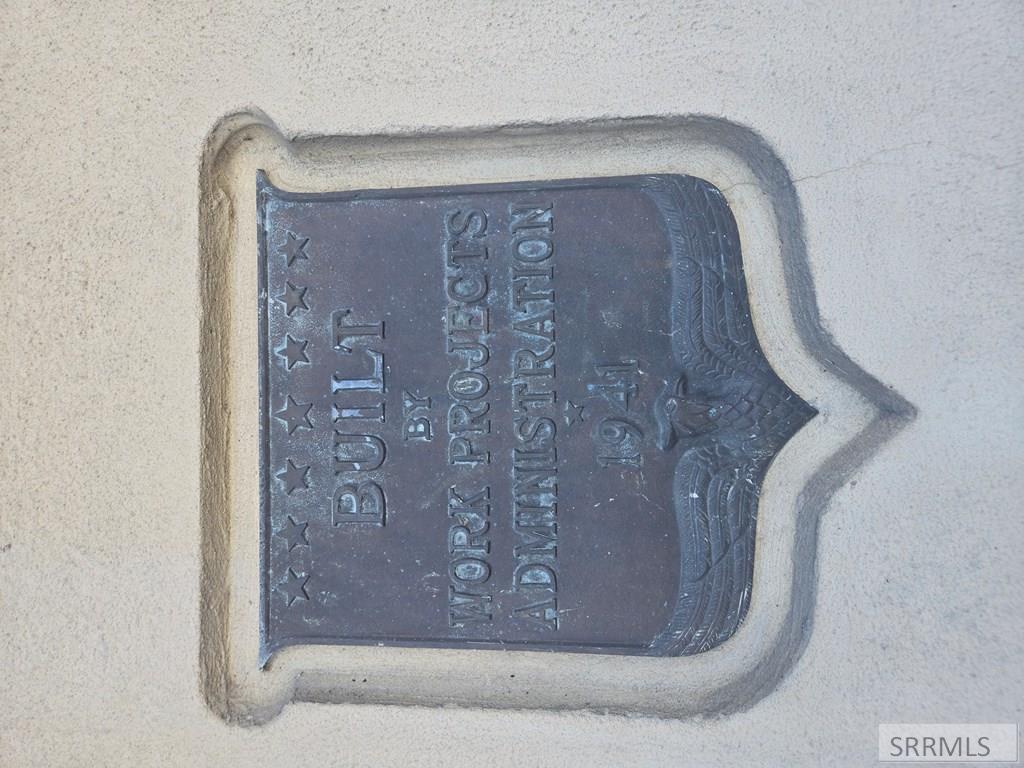 BUILT
BY
WORK PROJECTS
ADMINISTRATION
1941
SRRMLS